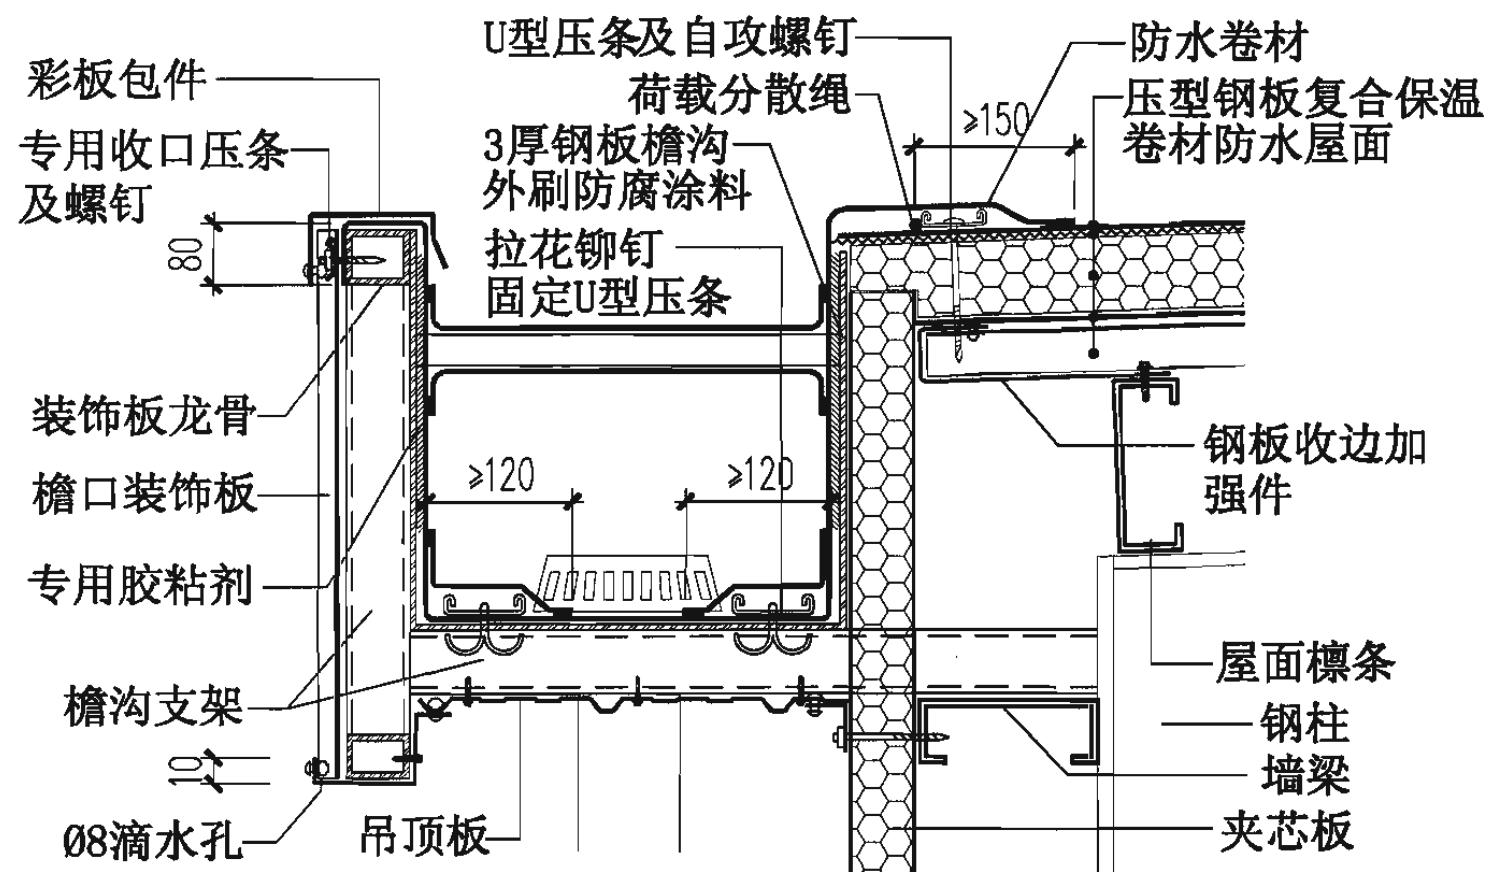 U型压条及自攻螺钉
防水卷材
彩板包件
荷载分散绳
压型钢板复合保温
卷材防水屋面
≥150
专用收口压条
及螺钉
3厚钢板檐沟
外刷防腐涂料
80
拉花铆钉
固定U型压条
装饰板龙骨
钢板收边加
强件
≥120
≥120
檐口装饰板
专用胶粘剂
屋面檩条
檐沟支架
钢柱
10
墙梁
Ø8滴水孔
吊顶板
夹芯板